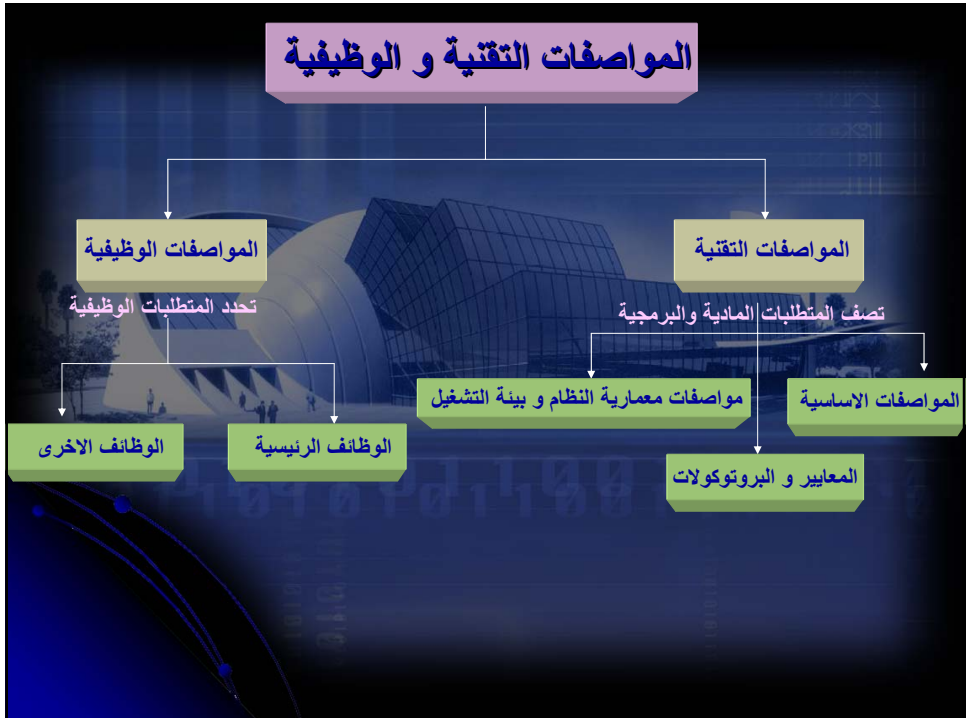 المواصفات التقنية و الوظيفية
المواصفات التقنية
المواصفات الوظيفية
تصف المتطلبات المادية والبرمجية
تحدد المتطلبات الوظيفية
المواصفات الاساسية
مواصفات معمارية النظام و بيئة التشغيل
المعايير و البروتوكولات
الوظائف الرئيسية
الوظائف الاخرى